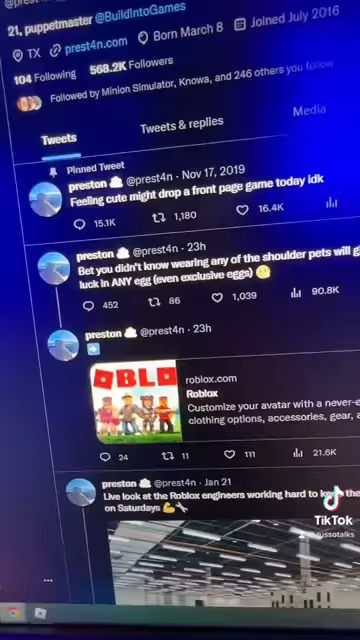 21, puppetmaster @BuildIntoGames
TX prest4n.com Born March 8 Joined July 2016
104 Following 568.2K Followers
Followed by Minion Simulator, Knowa, and 246 others you follow
Tweets Tweets & replies Media
Pinned Tweet
preston @prest4n · Nov 17, 2019
Feeling cute might drop a front page game today idk
15.1K 1,180 16.4K
preston @prest4n · 23h
Bet you didn't know wearing any of the shoulder pets will g
luck in ANY egg (even exclusive eggs)
452 86 1,039 90.8K
preston @prest4n · 23h
ROBLO
roblox.com
Roblox
Customize your avatar with a never-e
clothing options, accessories, gear, a
24 11 111 21.6K
preston @prest4n · Jan 21
Live look at the Roblox engineers working hard to the
on Saturdays
TikTok